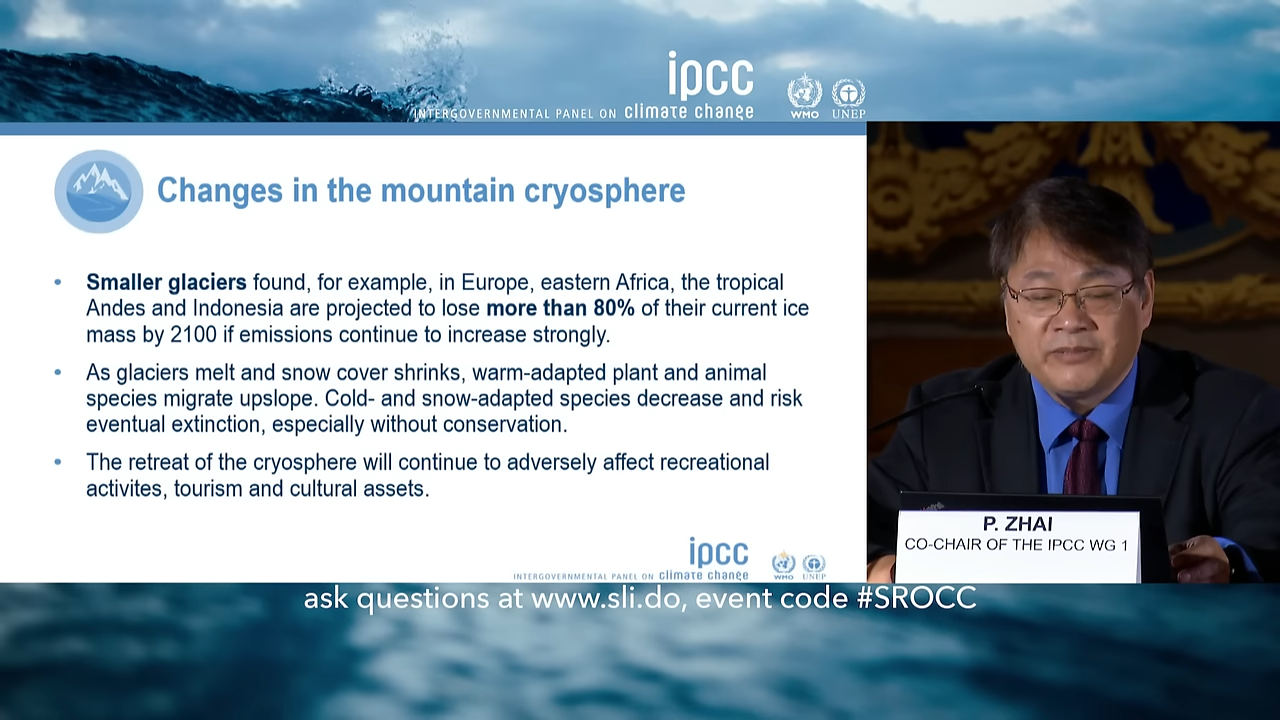 ipcc
INTERGOVERNMENTAL PANEL ON climate change
WMO
UNEP
Changes in the mountain cryosphere
• Smaller glaciers found, for example, in Europe, eastern Africa, the tropical
Andes and Indonesia are projected to lose more than 80% of their current ice
mass by 2100 if emissions continue to increase strongly.
• As glaciers melt and snow cover shrinks, warm-adapted plant and animal
species migrate upslope. Cold- and snow-adapted species decrease and risk
eventual extinction, especially without conservation.
• The retreat of the cryosphere will continue to adversely affect recreational
activites, tourism and cultural assets.
ipcc
INTERGOVERNMENTAL PANEL ON climate change
WMO
UNEP
P. ZHAI
CO-CHAIR OF THE IPCC WG 1
ask questions at www.sli.do, event code #SROCC